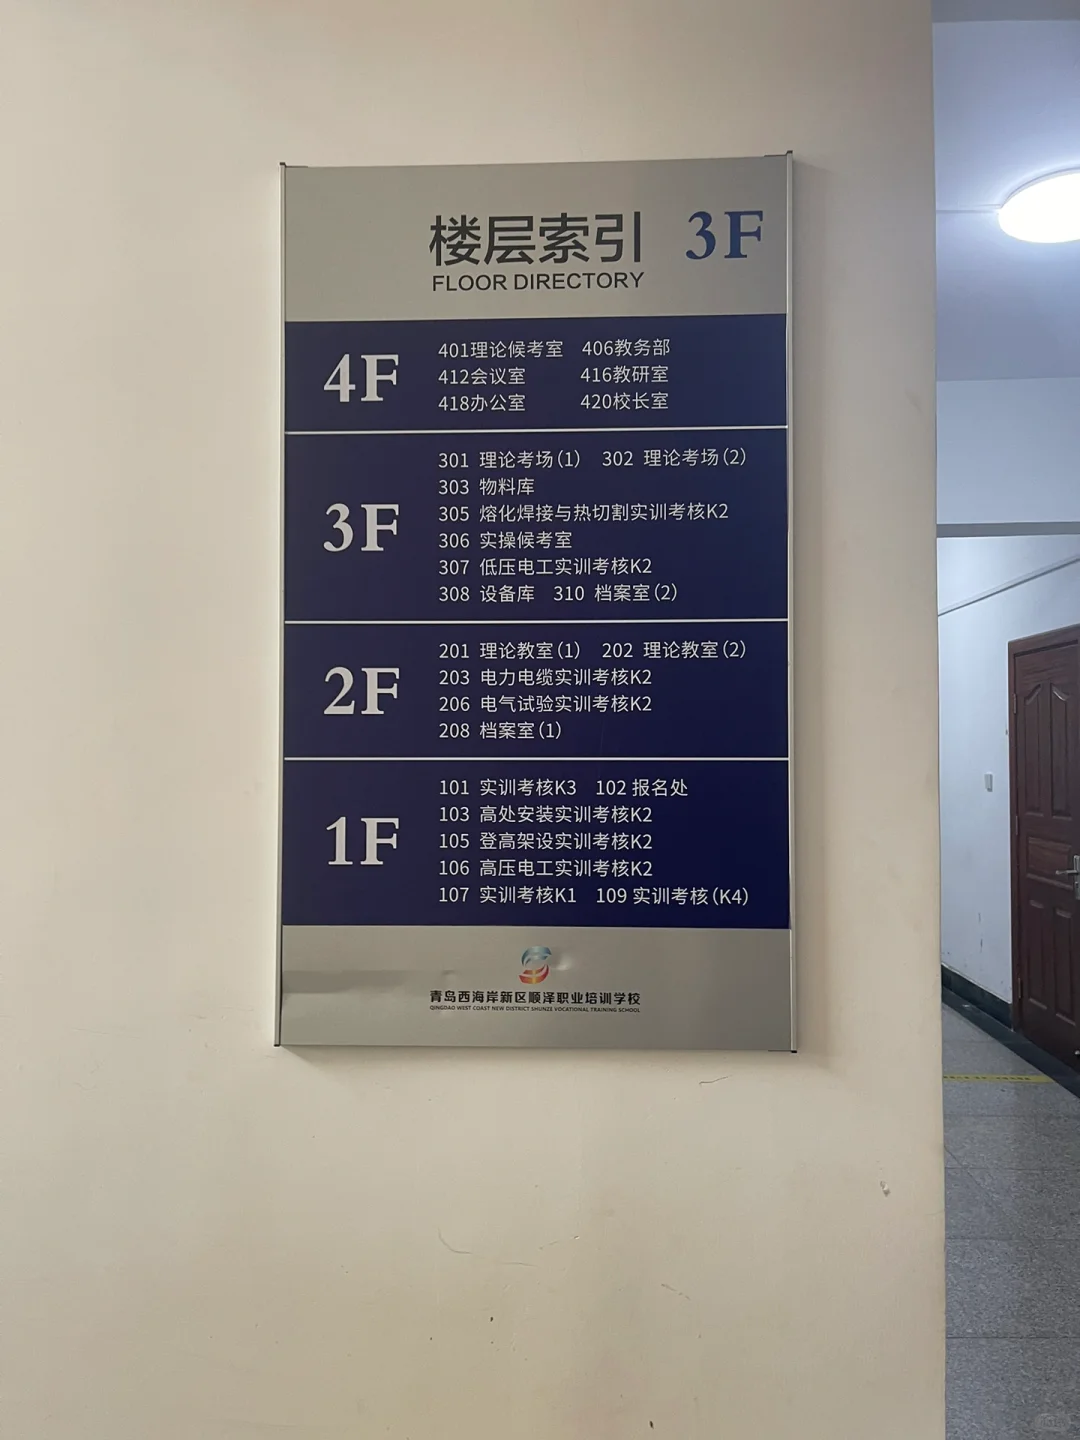 楼层索引 3F
FLOOR DIRECTORY
4F
401理论候考室 406教务部
412会议室 416教研室
418办公室 420校长室
3F
301 理论考场(1) 302 理论考场(2)
303 物料库
305 熔化焊接与热切割实训考核K2
306 实操候考室
307 低压电工实训考核K2
308 设备库 310 档案室(2)
2F
201 理论教室(1) 202 理论教室(2)
203 电力电缆实训考核K2
206 电气试验实训考核K2
208 档案室(1)
1F
101 实训考核K3 102 报名处
103 高处安装实训考核K2
105 登高架设实训考核K2
106 高压电工实训考核K2
107 实训考核K1 109 实训考核(K4)
青岛西海岸新区顺泽职业培训学校
QINGDAO WEST COAST NEW DISTRICT SHUNZE VOCATIONAL TRAINING SCHOOL